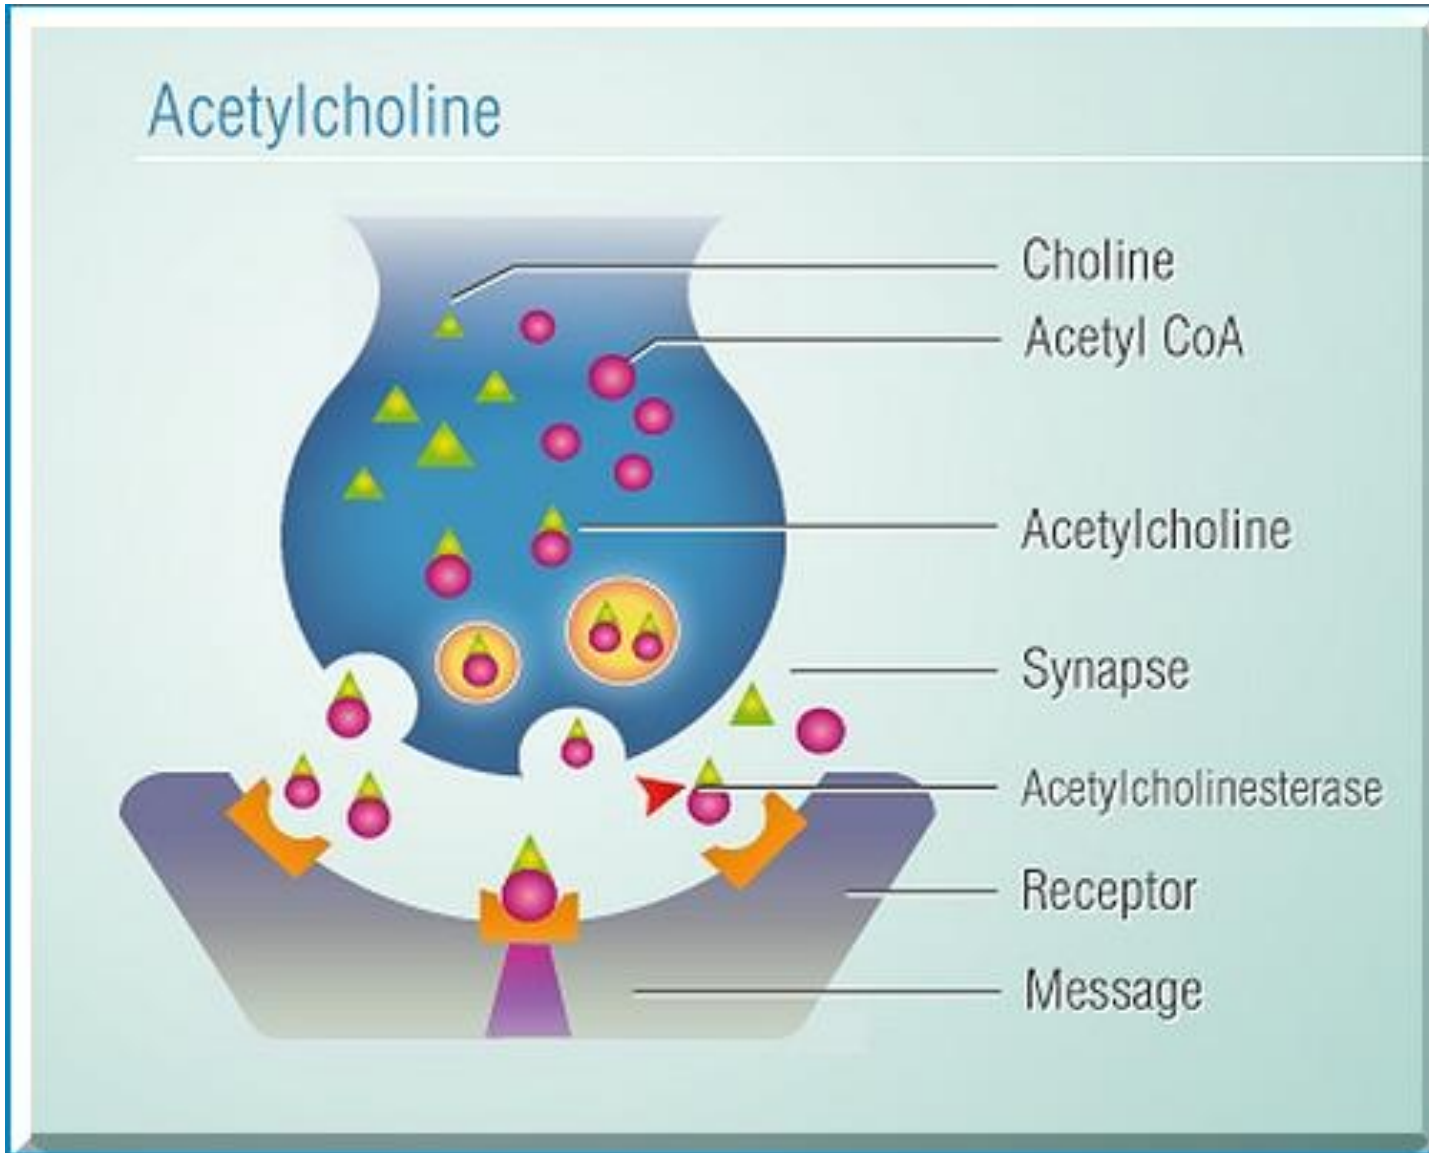 Acetylcholine
Choline
Acetyl CoA
Acetylcholine
Synapse
Acetylcholinesterase
Receptor
Message